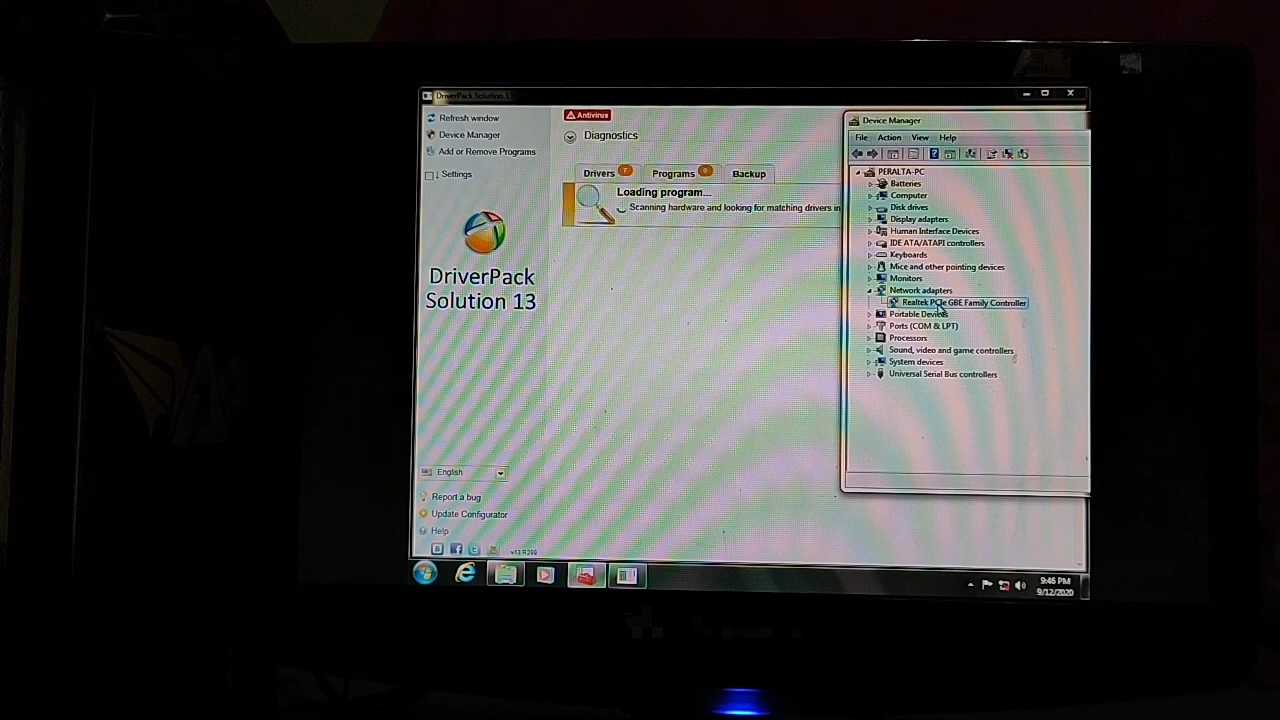 DriverPack Solution 13
Refresh window
Device Manager
Add or Remove Programs
Settings
DriverPack
Solution 13
English
Report a bug
Update Configurator
Help
v13 R399
Antivirus
Diagnostics
Drivers 7
Programs 0
Backup
Loading program...
Scanning hardware and looking for matching drivers in
Device Manager
File Action View Help
PERALTA-PC
Batteries
Computer
Disk drives
Display adapters
Human Interface Devices
IDE ATA/ATAPI controllers
Keyboards
Mice and other pointing devices
Monitors
Network adapters
Realtek PCIe GBE Family Controller
Portable Devices
Ports (COM & LPT)
Processors
Sound, video and game controllers
System devices
Universal Serial Bus controllers
9:46 PM
9/12/2020